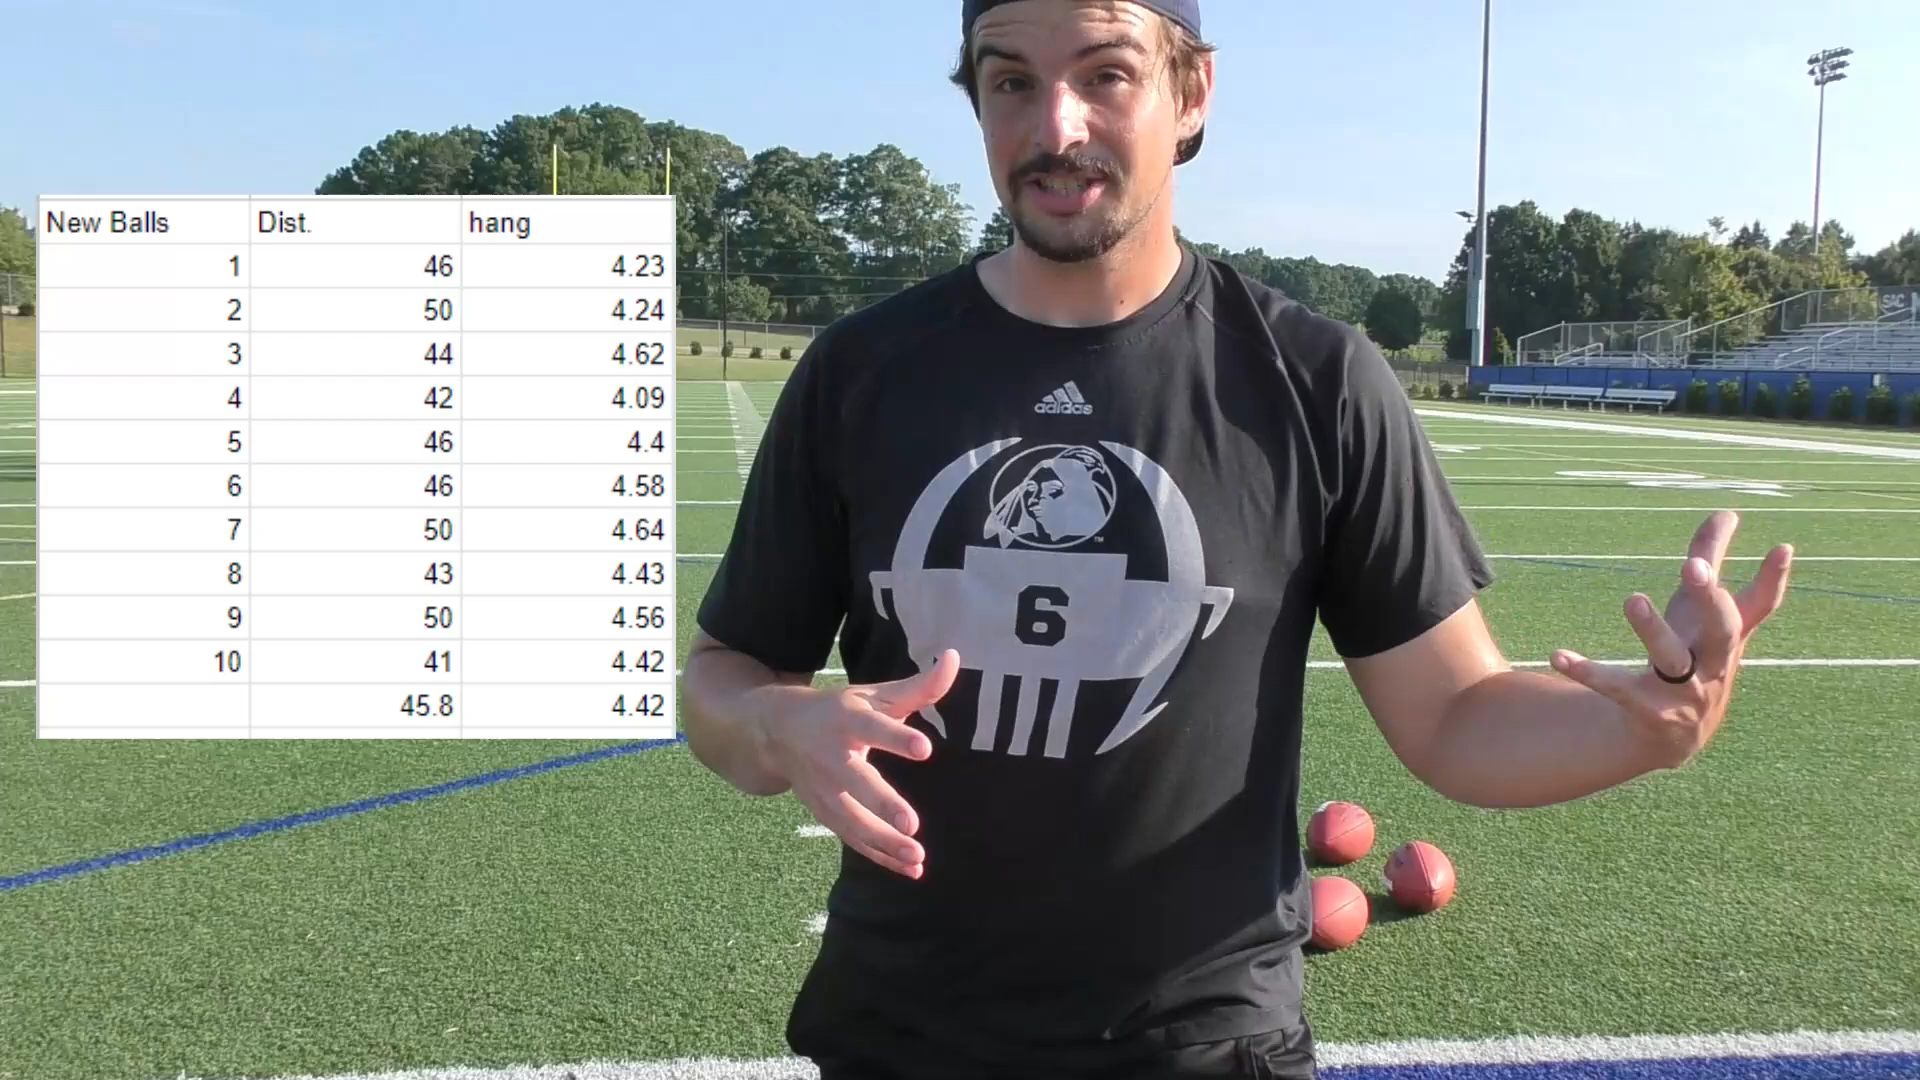 New Balls Dist. hang
1 46 4.23
2 50 4.24
3 44 4.62
4 42 4.09
5 46 4.4
6 46 4.58
7 50 4.64
8 43 4.43
9 50 4.56
10 41 4.42
45.8 4.42
adidas
TM
6
SAC